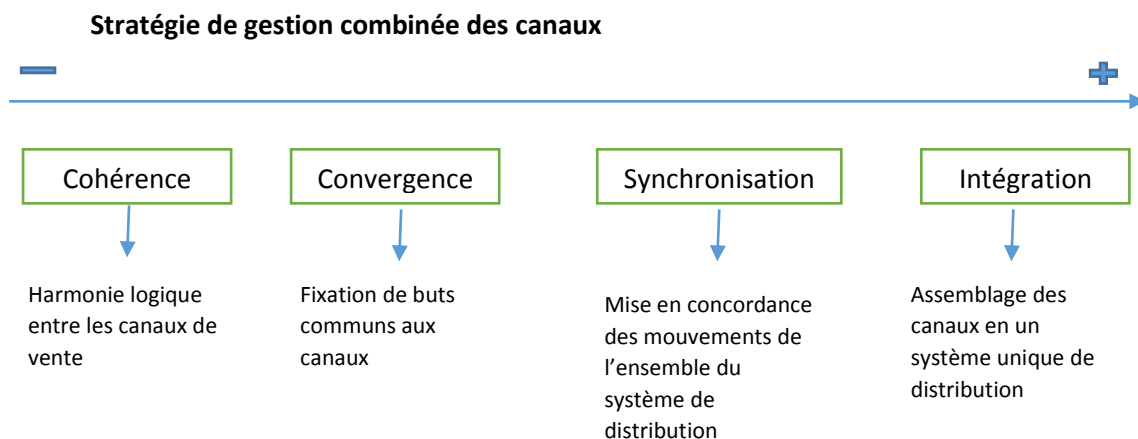 Stratégie de gestion combinée des canaux
Cohérence
Convergence
Synchronisation
Intégration
Harmonie logique
entre les canaux de
vente
Fixation de buts
communs aux
canaux
Mise en concordance
des mouvements de
l’ensemble du
système de
distribution
Assemblage des
canaux en un
système unique de
distribution